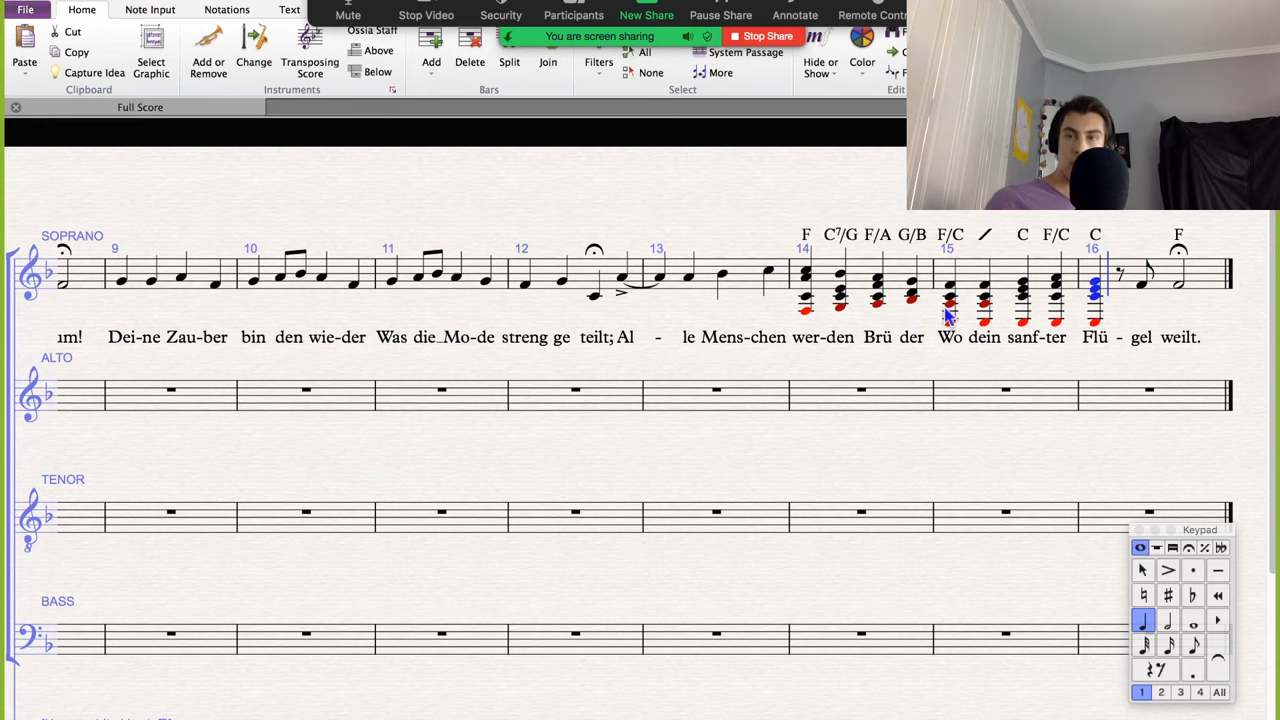 File Home Note Input Notations Text
Mute Stop Video Security Participants New Share Pause Share Annotate
You are screen sharing Stop Share
Paste Cut Copy Capture Idea Select Graphic
Clipboard
Add or Remove Change Transposing Score Ossia Staff Above Below
Instruments
Add Delete Split Join
Bars
Filters All None System Passage More
Select
Hide or Show Color
Edit
Full Score
SOPRANO
9 10 11 12 13 14 15 16
F C7/G F/A G/B F/C C F/C C F
Dei-ne Zau-ber bin den wie-der Was die_Mo-de streng ge teilt; Al - le Mens-chen wer-den Brü der Wo dein sanf-ter Flü - gel weilt.
ALTO
TENOR
8
BASS
Keypad
1 2 3 4 All